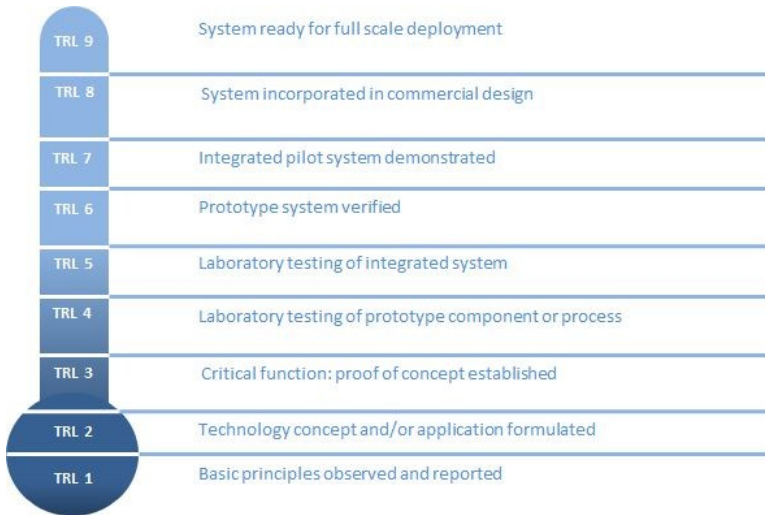 TRL 9 System ready for full scale deployment
TRL 8 System incorporated in commercial design
TRL 7 Integrated pilot system demonstrated
TRL 6 Prototype system verified
TRL 5 Laboratory testing of integrated system
TRL 4 Laboratory testing of prototype component or process
TRL 3 Critical function: proof of concept established
TRL 2 Technology concept and/or application formulated
TRL 1 Basic principles observed and reported